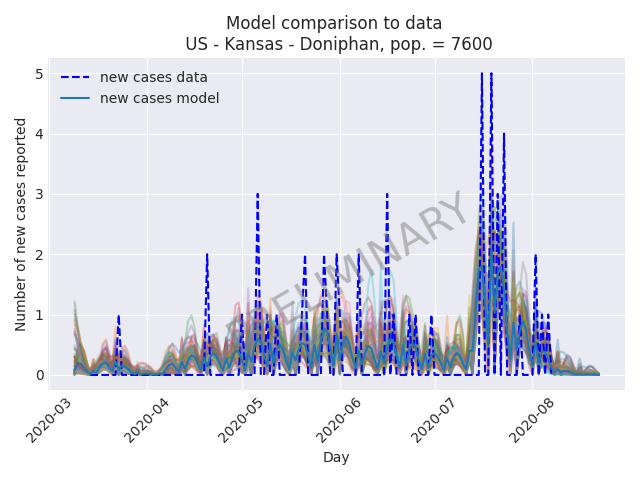 Model comparison to data
US - Kansas - Doniphan, pop. = 7600
new cases data
new cases model
Number of new cases reported
5
4
3
2
1
0
PRELIMINARY
2020-03
2020-04
2020-05
2020-06
2020-07
2020-08
Day